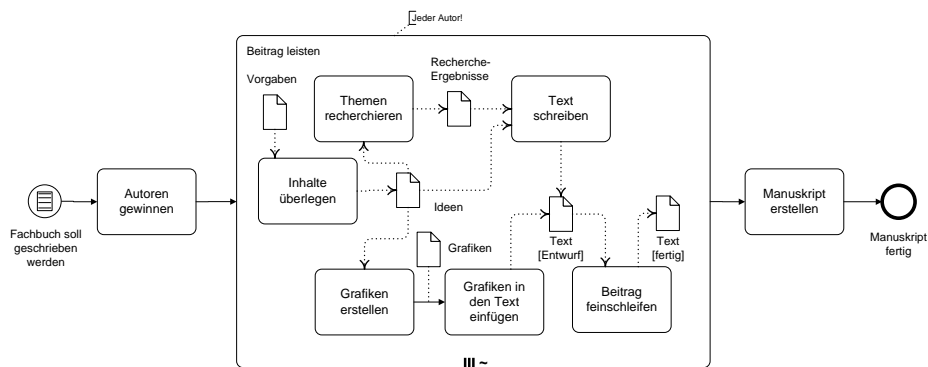 Jeder Autor!
Beitrag leisten
Vorgaben
Themen
recherchieren
Recherche-
Ergebnisse
Text
schreiben
Inhalte
überlegen
Ideen
Autoren
gewinnen
Fachbuch soll
geschrieben
werden
Grafiken
Grafiken
erstellen
Grafiken in
den Text
einfügen
Text
[Entwurf]
Text
[fertig]
Beitrag
feinschleifen
Manuskript
erstellen
Manuskript
fertig